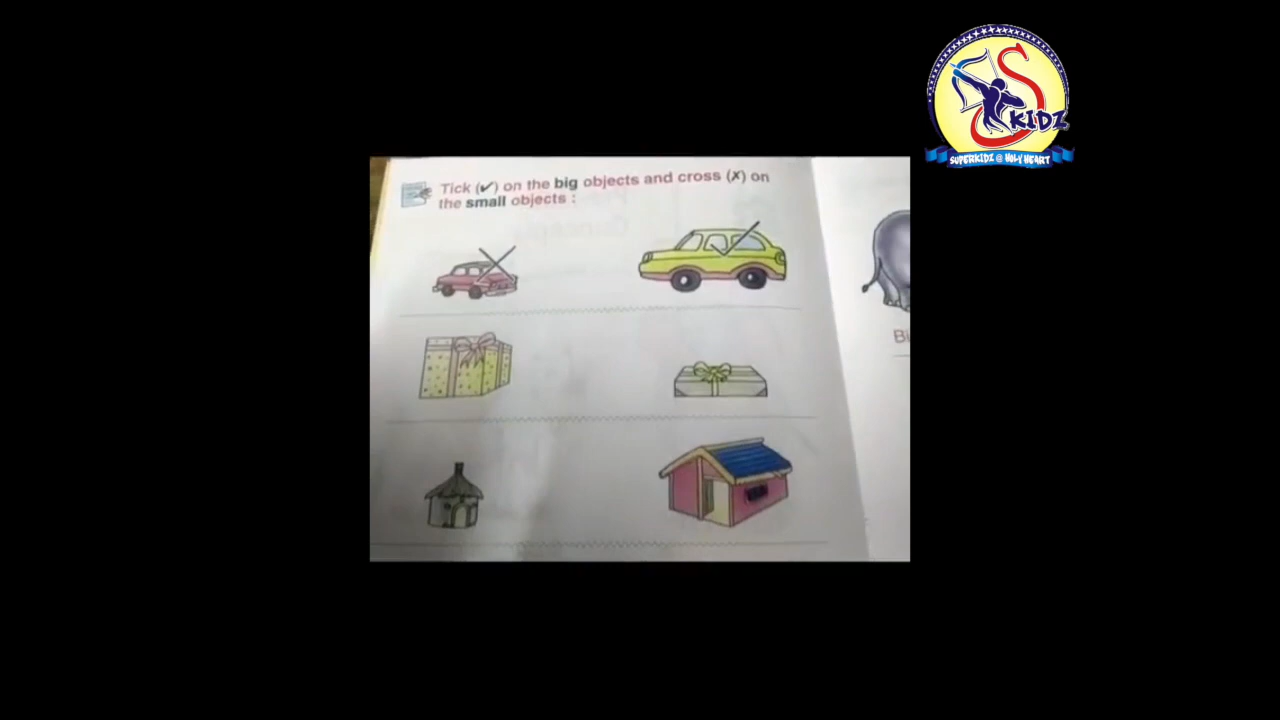 S
KIDZ
SUPERKIDZ @ HOLY HEART
Tick (✔) on the big objects and cross (✗) on
the small objects :